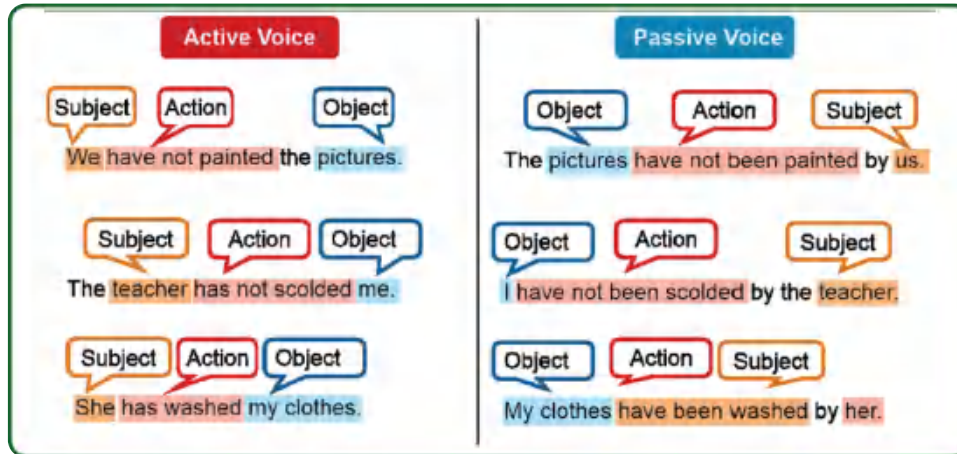 Active Voice
Subject Action Object
We have not painted the pictures.
Subject Action Object
The teacher has not scolded me.
Subject Action Object
She has washed my clothes.
Passive Voice
Object Action Subject
The pictures have not been painted by us.
Object Action Subject
I have not been scolded by the teacher.
Object Action Subject
My clothes have been washed by her.